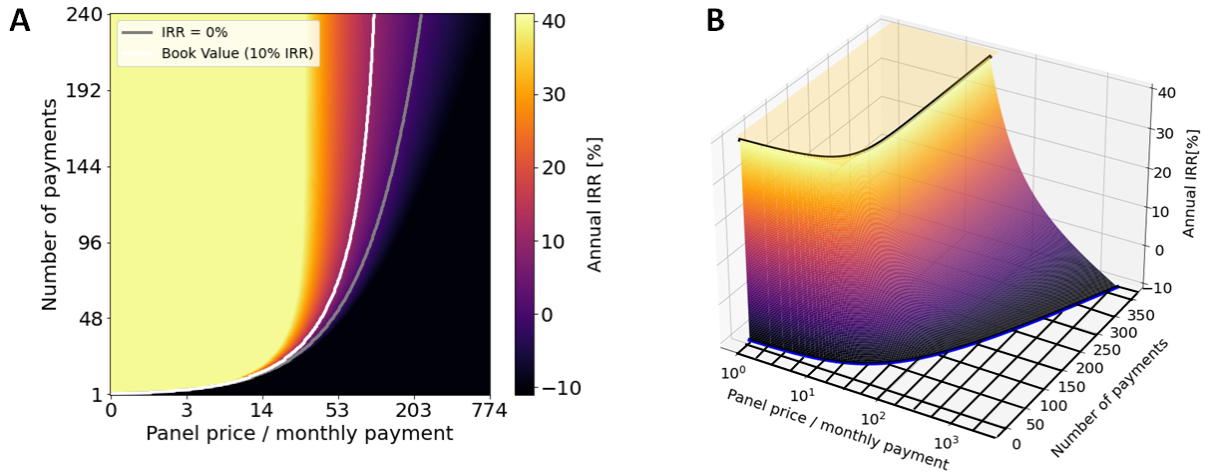 A
240
192
144
96
48
1
Number of payments
IRR = 0%
Book Value (10% IRR)
0 3 14 53 203 774
Panel price / monthly payment
40
30
20
10
0
−10
Annual IRR [%]
B
40
30
20
10
0
−10
Annual IRR[%]
10⁰
10¹
10²
10³
Panel price / monthly payment
0
50
100
150
200
250
300
350
Number of payments